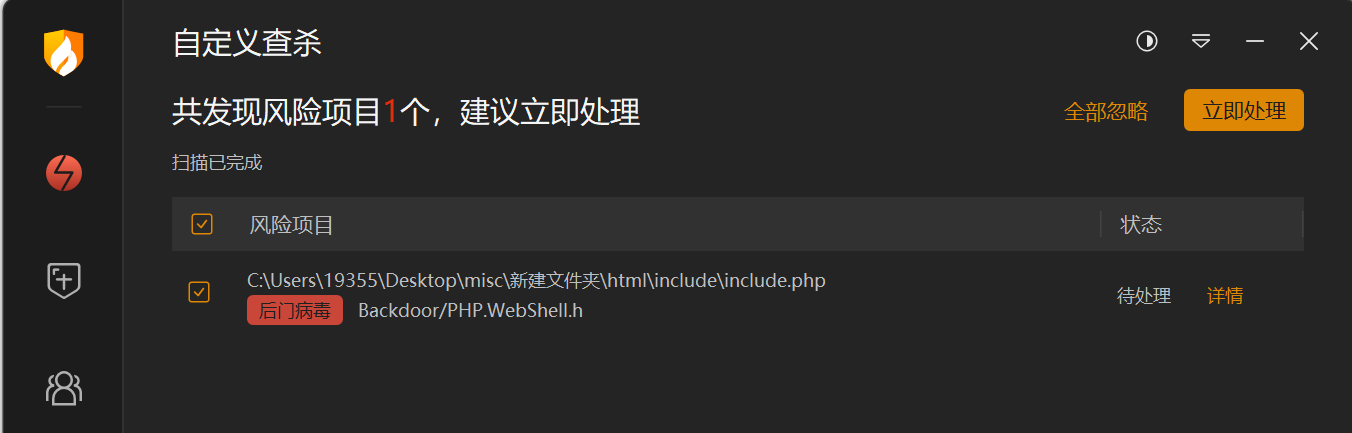 自定义查杀
共发现风险项目1个，建议立即处理
全部忽略
立即处理
扫描已完成
风险项目
状态
C:\Users\19355\Desktop\misc\新建文件夹\html\include\include.php
后门病毒 Backdoor/PHP.WebShell.h
待处理
详情